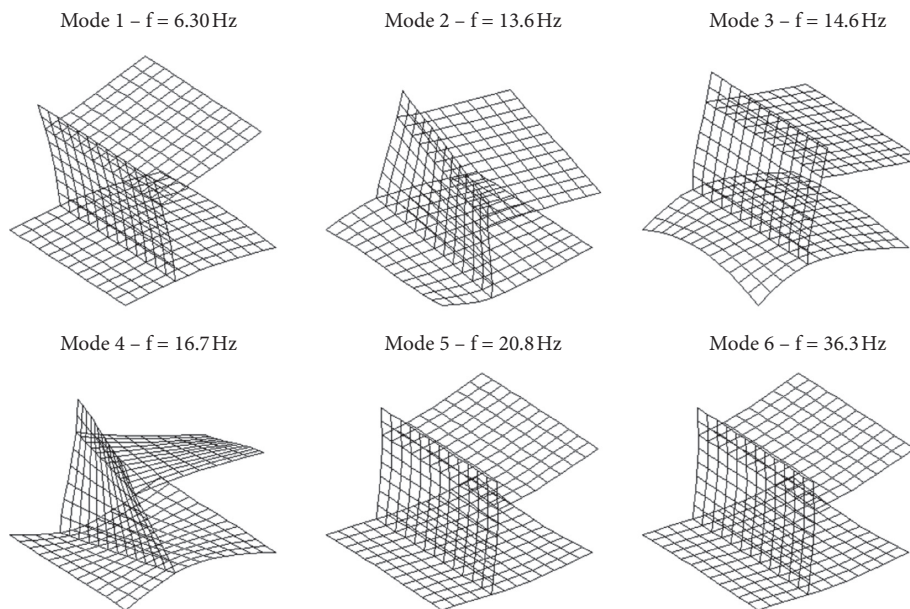 Mode 1 – f = 6.30 Hz
Mode 2 – f = 13.6 Hz
Mode 3 – f = 14.6 Hz
Mode 4 – f = 16.7 Hz
Mode 5 – f = 20.8 Hz
Mode 6 – f = 36.3 Hz